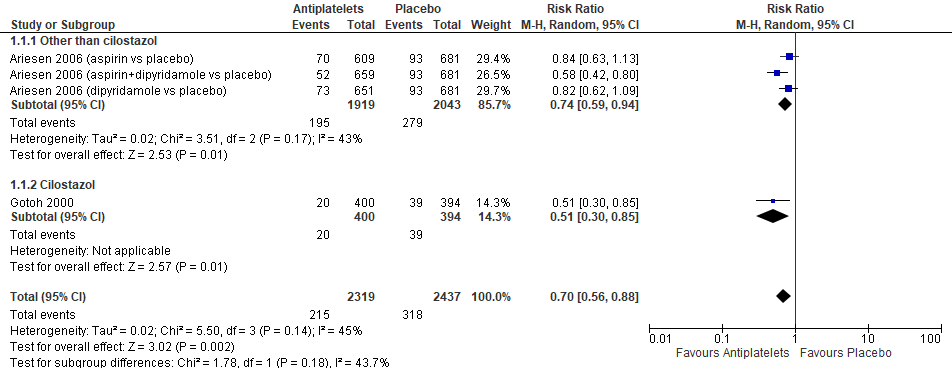 Antiplatelets Placebo Risk Ratio Risk Ratio
Study or Subgroup Events Total Events Total Weight M-H, Random, 95% CI M-H, Random, 95% CI
1.1.1 Other than cilostazol
Ariesen 2006 (aspirin vs placebo) 70 609 93 681 29.4% 0.84 [0.63, 1.13]
Ariesen 2006 (aspirin+dipyridamole vs placebo) 52 659 93 681 26.5% 0.58 [0.42, 0.80]
Ariesen 2006 (dipyridamole vs placebo) 73 651 93 681 29.7% 0.82 [0.62, 1.09]
Subtotal (95% CI) 1919 2043 85.7% 0.74 [0.59, 0.94]
Total events 195 279
Heterogeneity: Tau² = 0.02; Chi² = 3.51, df = 2 (P = 0.17); I² = 43%
Test for overall effect: Z = 2.53 (P = 0.01)
1.1.2 Cilostazol
Gotoh 2000 20 400 39 394 14.3% 0.51 [0.30, 0.85]
Subtotal (95% CI) 400 394 14.3% 0.51 [0.30, 0.85]
Total events 20 39
Heterogeneity: Not applicable
Test for overall effect: Z = 2.57 (P = 0.01)
Total (95% CI) 2319 2437 100.0% 0.70 [0.56, 0.88]
Total events 215 318
Heterogeneity: Tau² = 0.02; Chi² = 5.50, df = 3 (P = 0.14); I² = 45%
Test for overall effect: Z = 3.02 (P = 0.002)
Test for subgroup differences: Chi² = 1.78, df = 1 (P = 0.18), I² = 43.7%
0.01 0.1 1 10 100
Favours Antiplatelets Favours Placebo